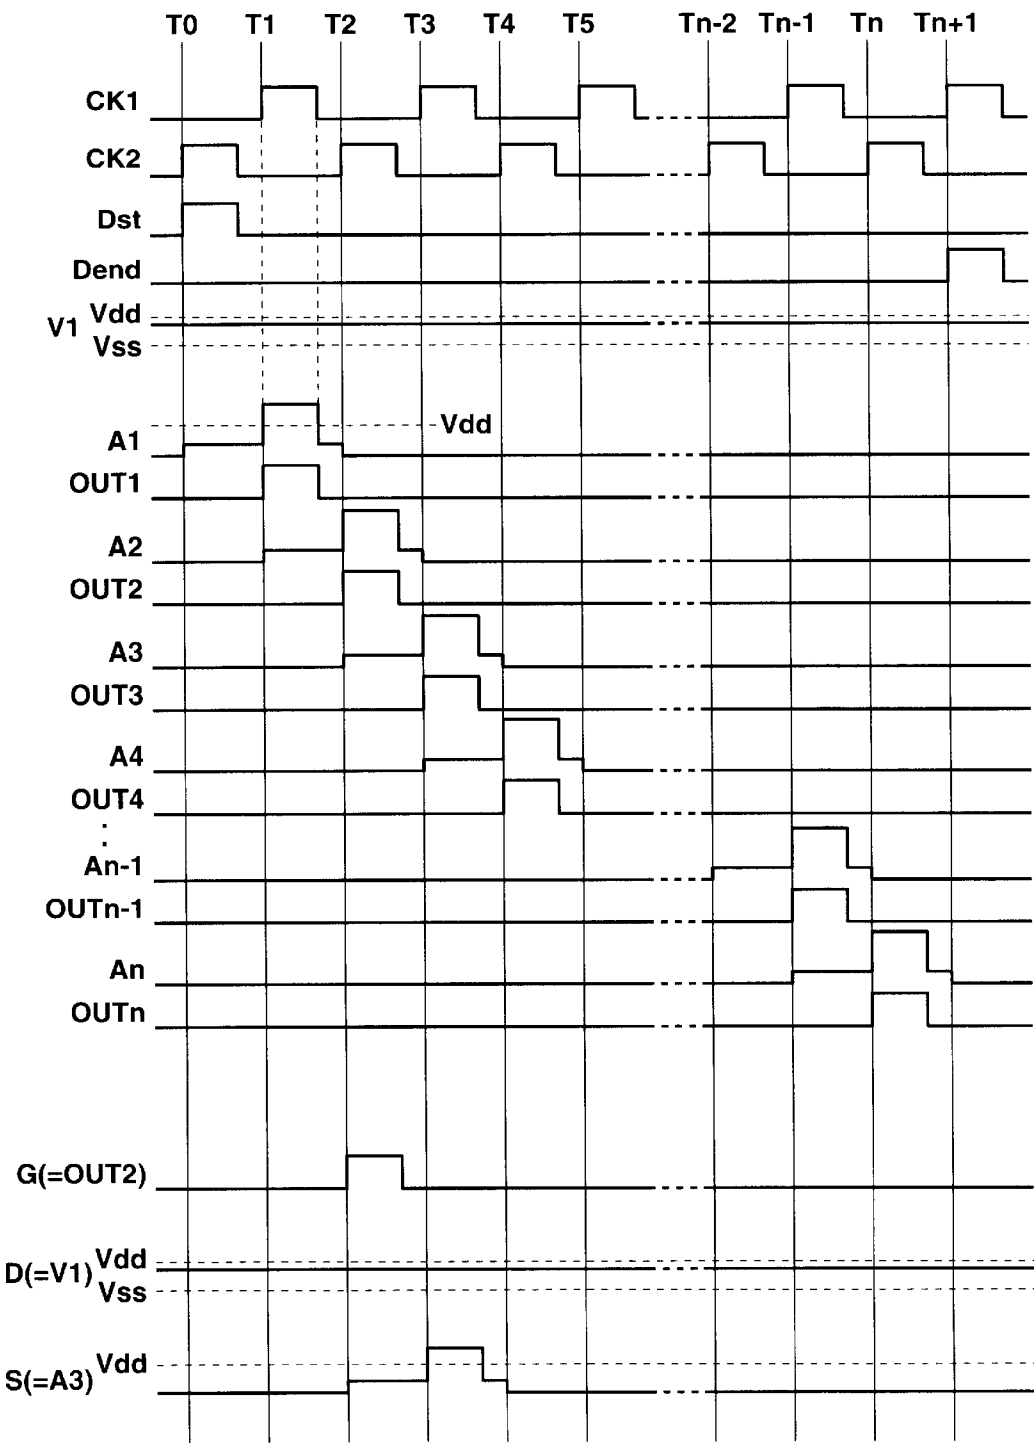 T0 T1 T2 T3 T4 T5 Tn-2 Tn-1 Tn Tn+1
CK1
CK2
Dst
Dend
V1 Vdd
Vss
Vdd
A1
OUT1
A2
OUT2
A3
OUT3
A4
OUT4
:
An-1
OUTn-1
An
OUTn
G(=OUT2)
Vdd
D(=V1)
Vss
Vdd
S(=A3)